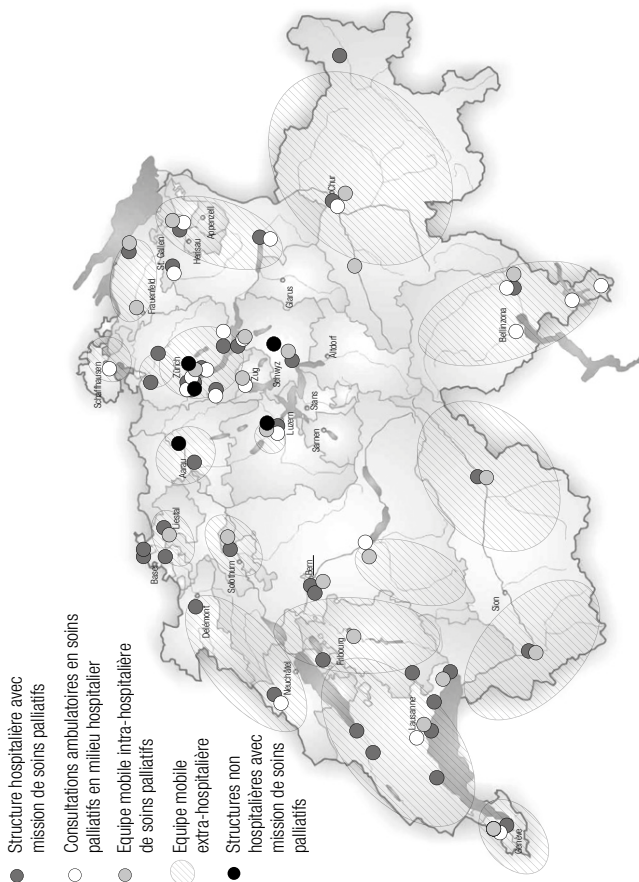 Structure hospitalière avec
mission de soins palliatifs
Consultations ambulatoires en soins
palliatifs en milieu hospitalier
Equipe mobile intra-hospitalière
de soins palliatifs
Equipe mobile
extra-hospitalière
Structures non
hospitalières avec
mission de soins
palliatifs
Genève
Lausanne
Neuchâtel
Fribourg
Sion
Delémont
Bern
Basel
Liestal
Solothurn
Aarau
Luzern
Sarnen
Stans
Schaffhausen
Zürich
Zug
Schwyz
Altdorf
Frauenfeld
St. Gallen
Herisau
Appenzell
Glarus
Bellinzona
Chur